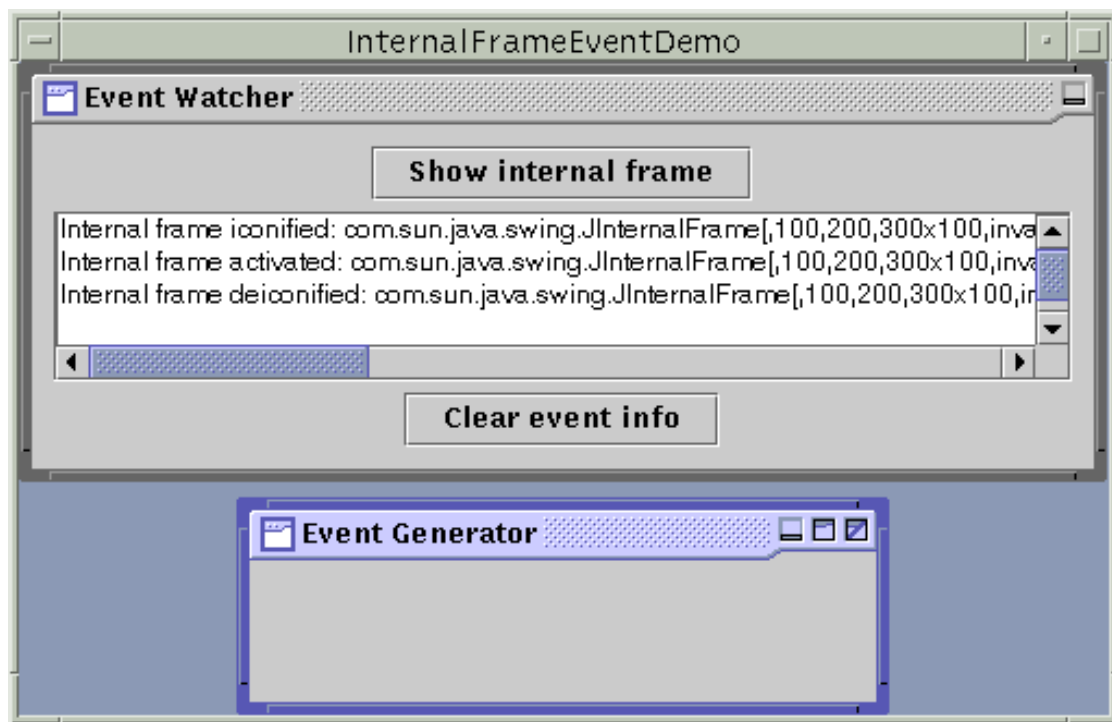 InternalFrameEventDemo
Event Watcher
Show internal frame
Internal frame iconified: com.sun.java.swing.JInternalFrame[,100,200,300x100,inva
Internal frame activated: com.sun.java.swing.JInternalFrame[,100,200,300x100,inva
Internal frame deiconified: com.sun.java.swing.JInternalFrame[,100,200,300x100,in
Clear event info
Event Generator